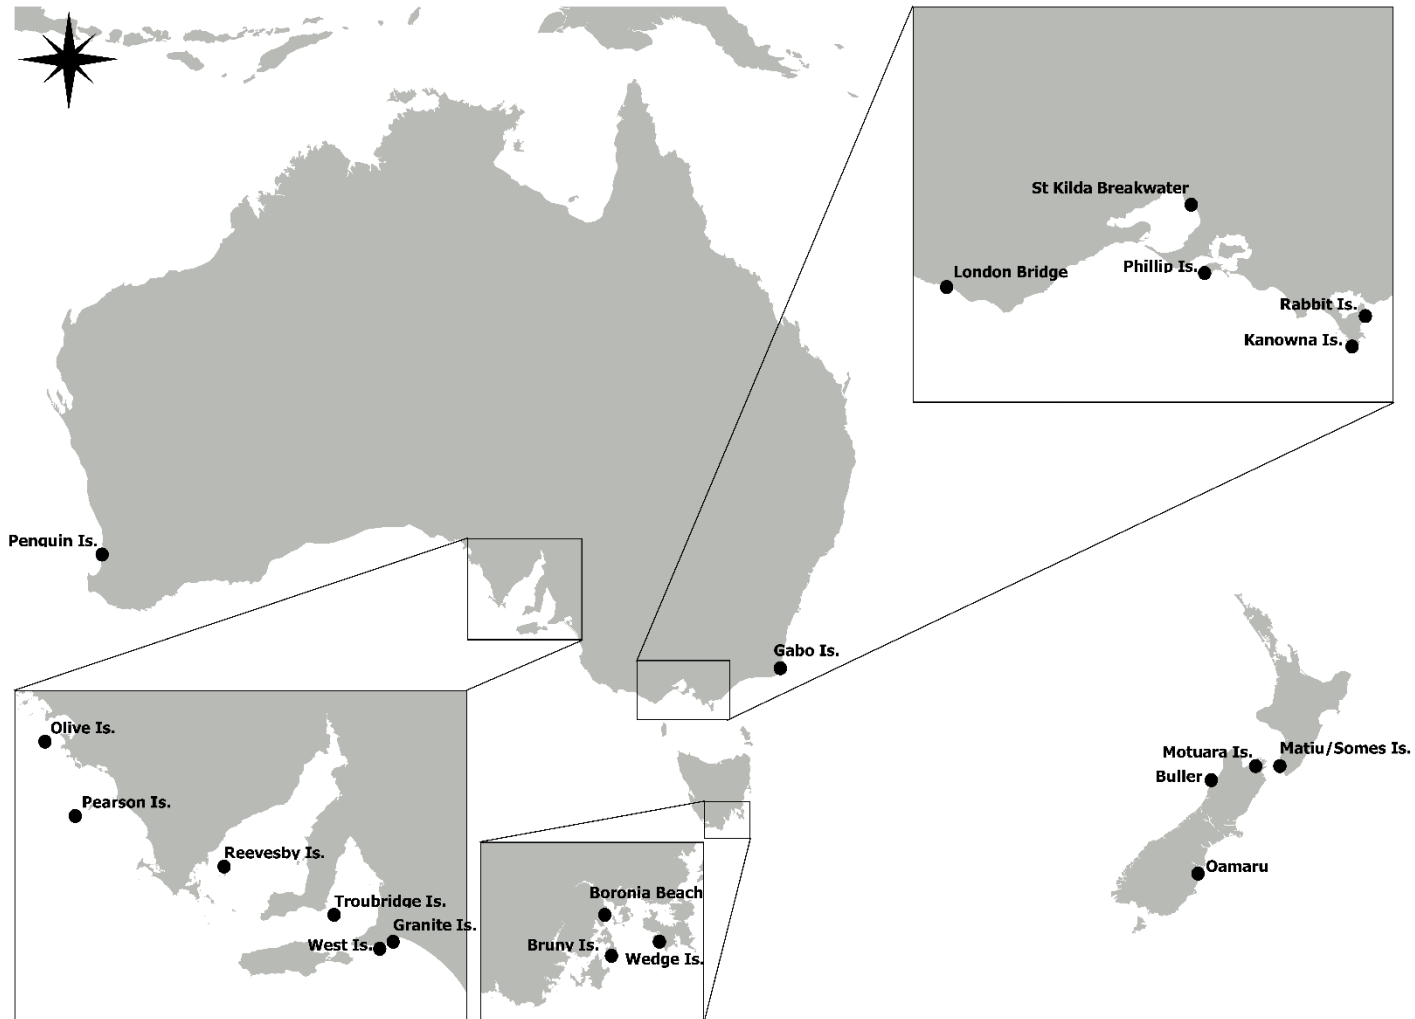 St Kilda Breakwater
London Bridge
Phillip Is.
Rabbit Is.
Kanowna Is.
Penguin Is.
Gabo Is.
Olive Is.
Pearson Is.
Reevesby Is.
Troubridge Is.
Granite Is.
West Is.
Boronia Beach
Bruny Is.
Wedge Is.
Motuara Is.
Matiu/Somes Is.
Buller
Oamaru